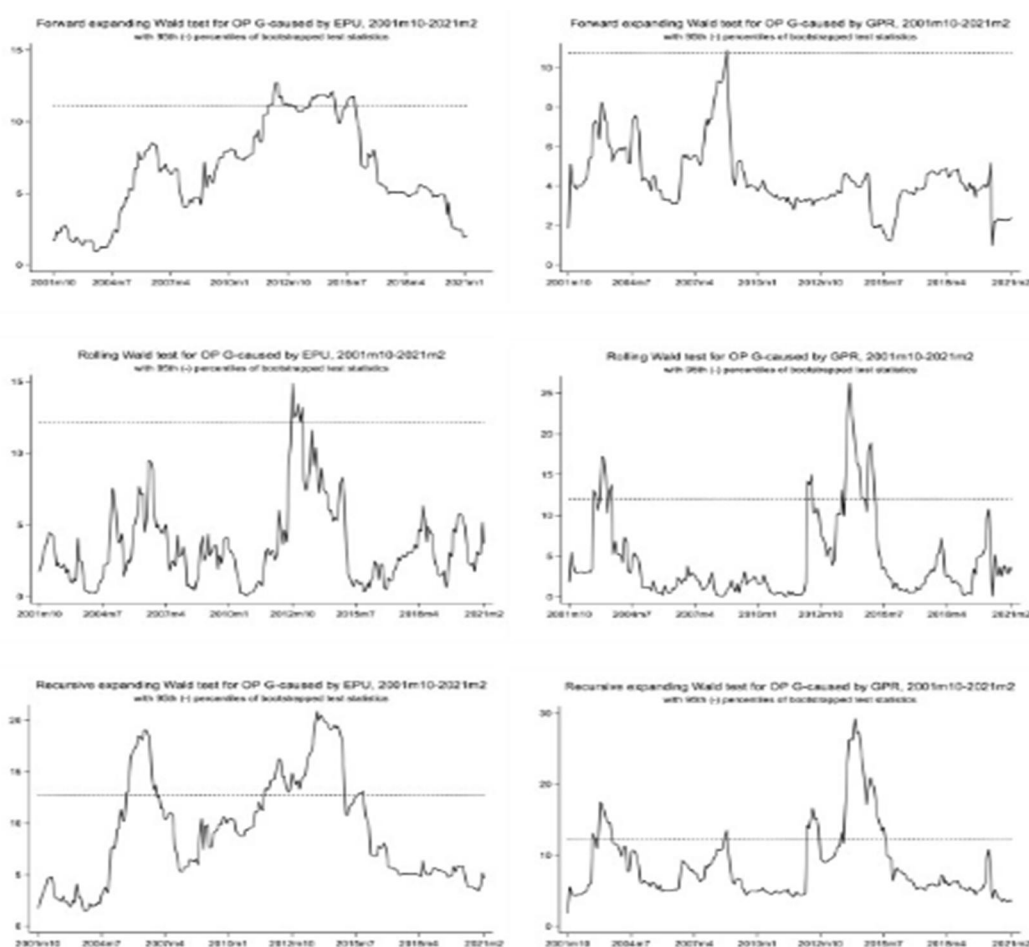 Forward expanding Wald test for OP G-caused by EPU, 2001m10-2021m2
with 95th (-) percentiles of bootstrapped test statistics
15
10
5
0
2001m10 2004m7 2007m4 2010m1 2012m10 2015m7 2018m4 2021m1
Forward expanding Wald test for OP G-caused by GPR, 2001m10-2021m2
with 95th (-) percentiles of bootstrapped test statistics
10
8
6
4
2
0
2001m10 2004m7 2007m4 2010m1 2012m10 2015m7 2018m4 2021m2
Rolling Wald test for OP G-caused by EPU, 2001m10-2021m2
with 95th (-) percentiles of bootstrapped test statistics
15
10
5
0
2001m10 2004m7 2007m4 2010m1 2012m10 2015m7 2018m4 2021m2
Rolling Wald test for OP G-caused by GPR, 2001m10-2021m2
with 95th (-) percentiles of bootstrapped test statistics
25
20
15
10
5
0
2001m10 2004m7 2007m4 2010m1 2012m10 2015m7 2018m4 2021m2
Recursive expanding Wald test for OP G-caused by EPU, 2001m10-2021m2
with 95th (-) percentiles of bootstrapped test statistics
20
15
10
5
0
2001m10 2004m7 2007m4 2010m1 2012m10 2015m7 2018m4 2021m2
Recursive expanding Wald test for OP G-caused by GPR, 2001m10-2021m2
with 95th (-) percentiles of bootstrapped test statistics
30
20
10
0
2001m10 2004m7 2007m4 2010m1 2012m10 2015m7 2018m4 2021m2